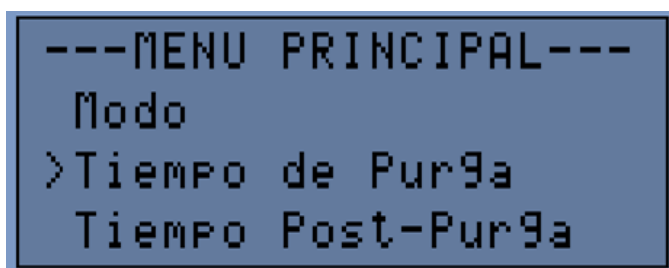 ---MENU PRINCIPAL---
Modo
>Tiempo de Purga
Tiempo Post-Purga